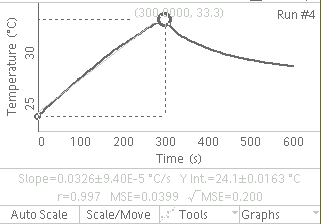 (300.0000, 33.3)
Run #4
Temperature (°C)
30
25
0 100 200 300 400 500 600
Time (s)
Slope=0.0326±9.40E-5 °C/s Y Int.=24.1±0.0163 °C
r=0.997 MSE=0.0399 √MSE=0.200
Auto Scale Scale/Move Tools Graphs